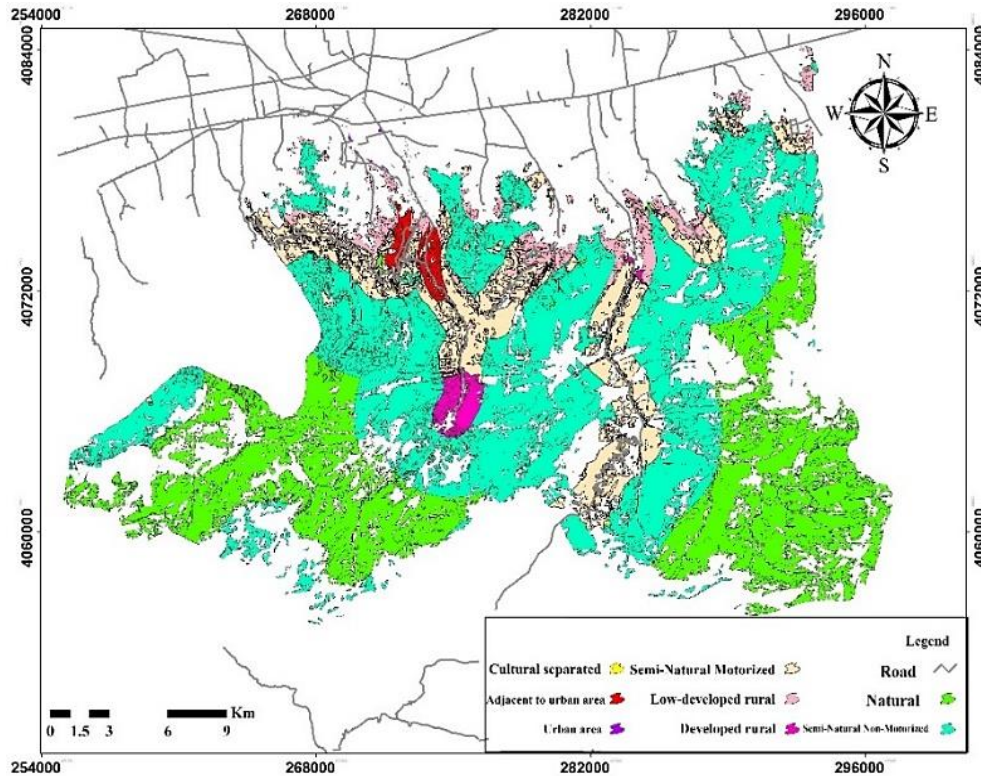 254000 268000 282000 296000
4084000 4084000
N
W E
S
4072000 4072000
4060000 4060000
Legend
Cultural separated Semi-Natural Motorized Road
Adjacent to urban area Low-developed rural Natural
Urban area Developed rural Semi-Natural Non-Motorized
Km
0 1.5 3 6 9
254000 268000 282000 296000